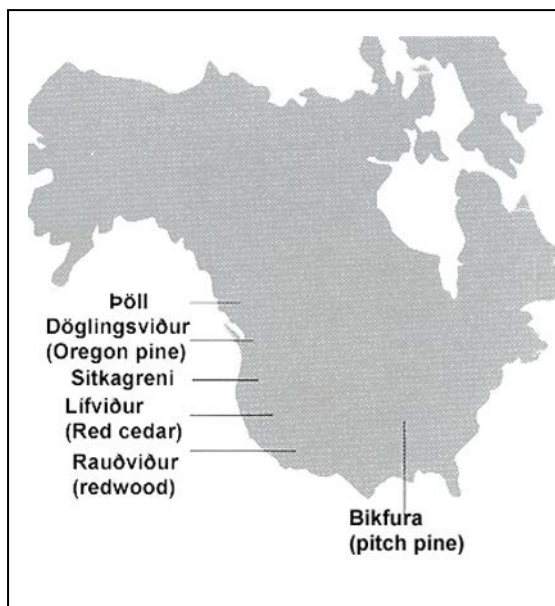 Þöll
Döglingsviður
(Oregon pine)
Sitkagreni
Lífviður
(Red cedar)
Rauðviður
(redwood)
Bikfura
(pitch pine)